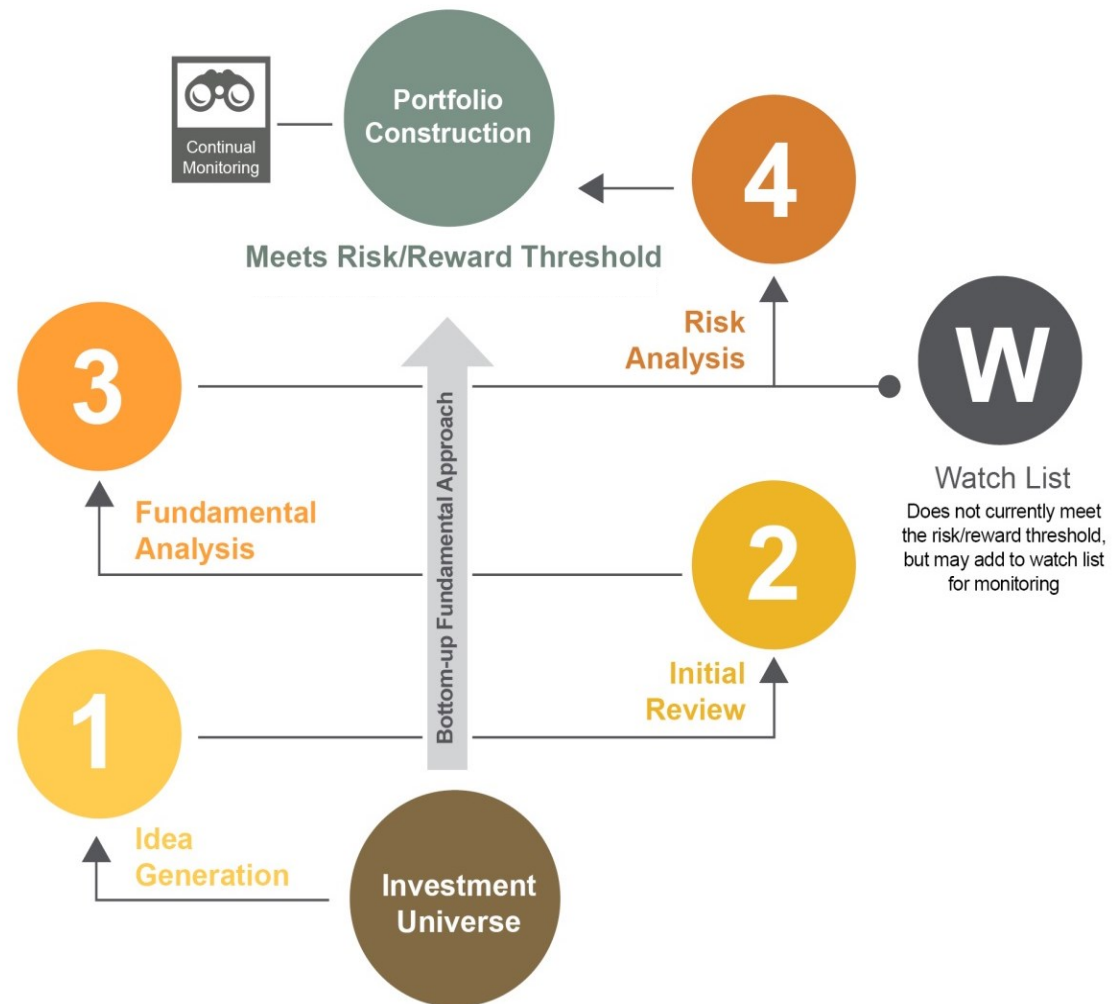 Portfolio
Construction
Continual
Monitoring
4
Meets Risk/Reward Threshold
Risk
Analysis
3
W
Watch List
Does not currently meet
the risk/reward threshold,
but may add to watch list
for monitoring
Bottom-up Fundamental Approach
Fundamental
Analysis
2
Initial
Review
1
Idea
Generation
Investment
Universe